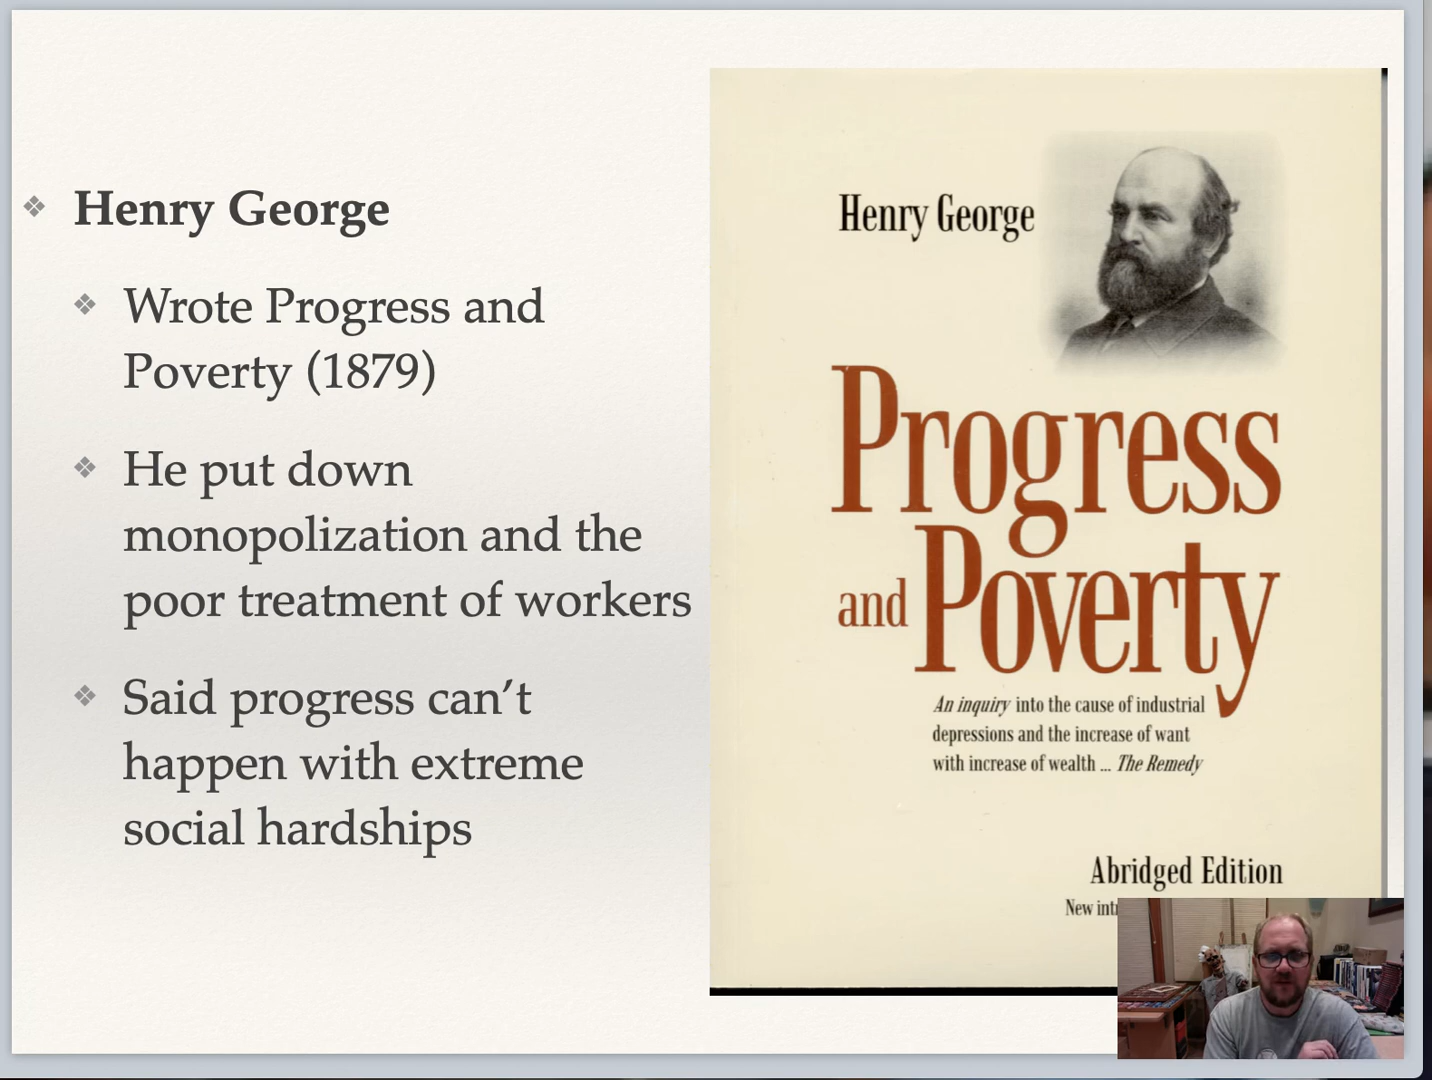 Henry George
Wrote Progress and
Poverty (1879)
He put down
monopolization and the
poor treatment of workers
Said progress can’t
happen with extreme
social hardships
Henry George
Progress
and Poverty
An inquiry into the cause of industrial
depressions and the increase of want
with increase of wealth ... The Remedy
Abridged Edition
New